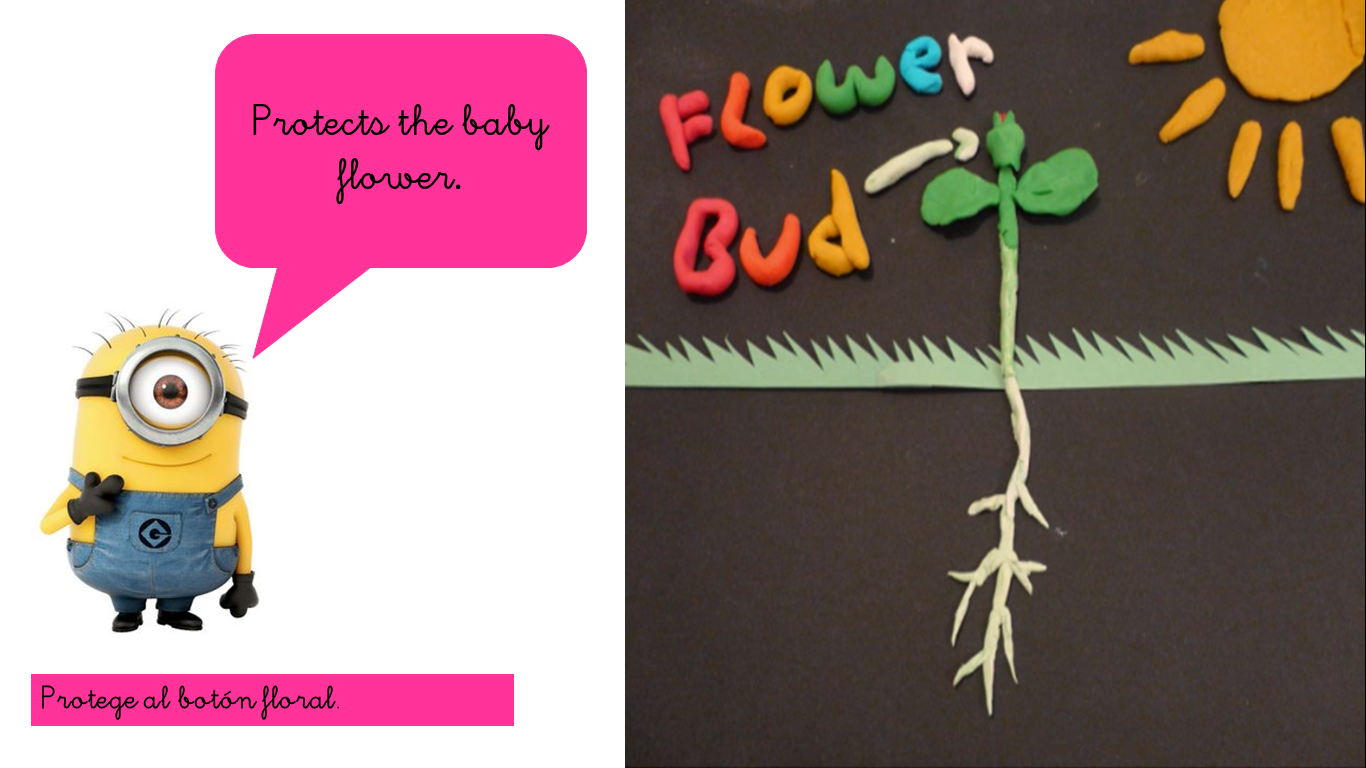 Protects the baby
flower.
Protege al botón floral.
Flower
Bud